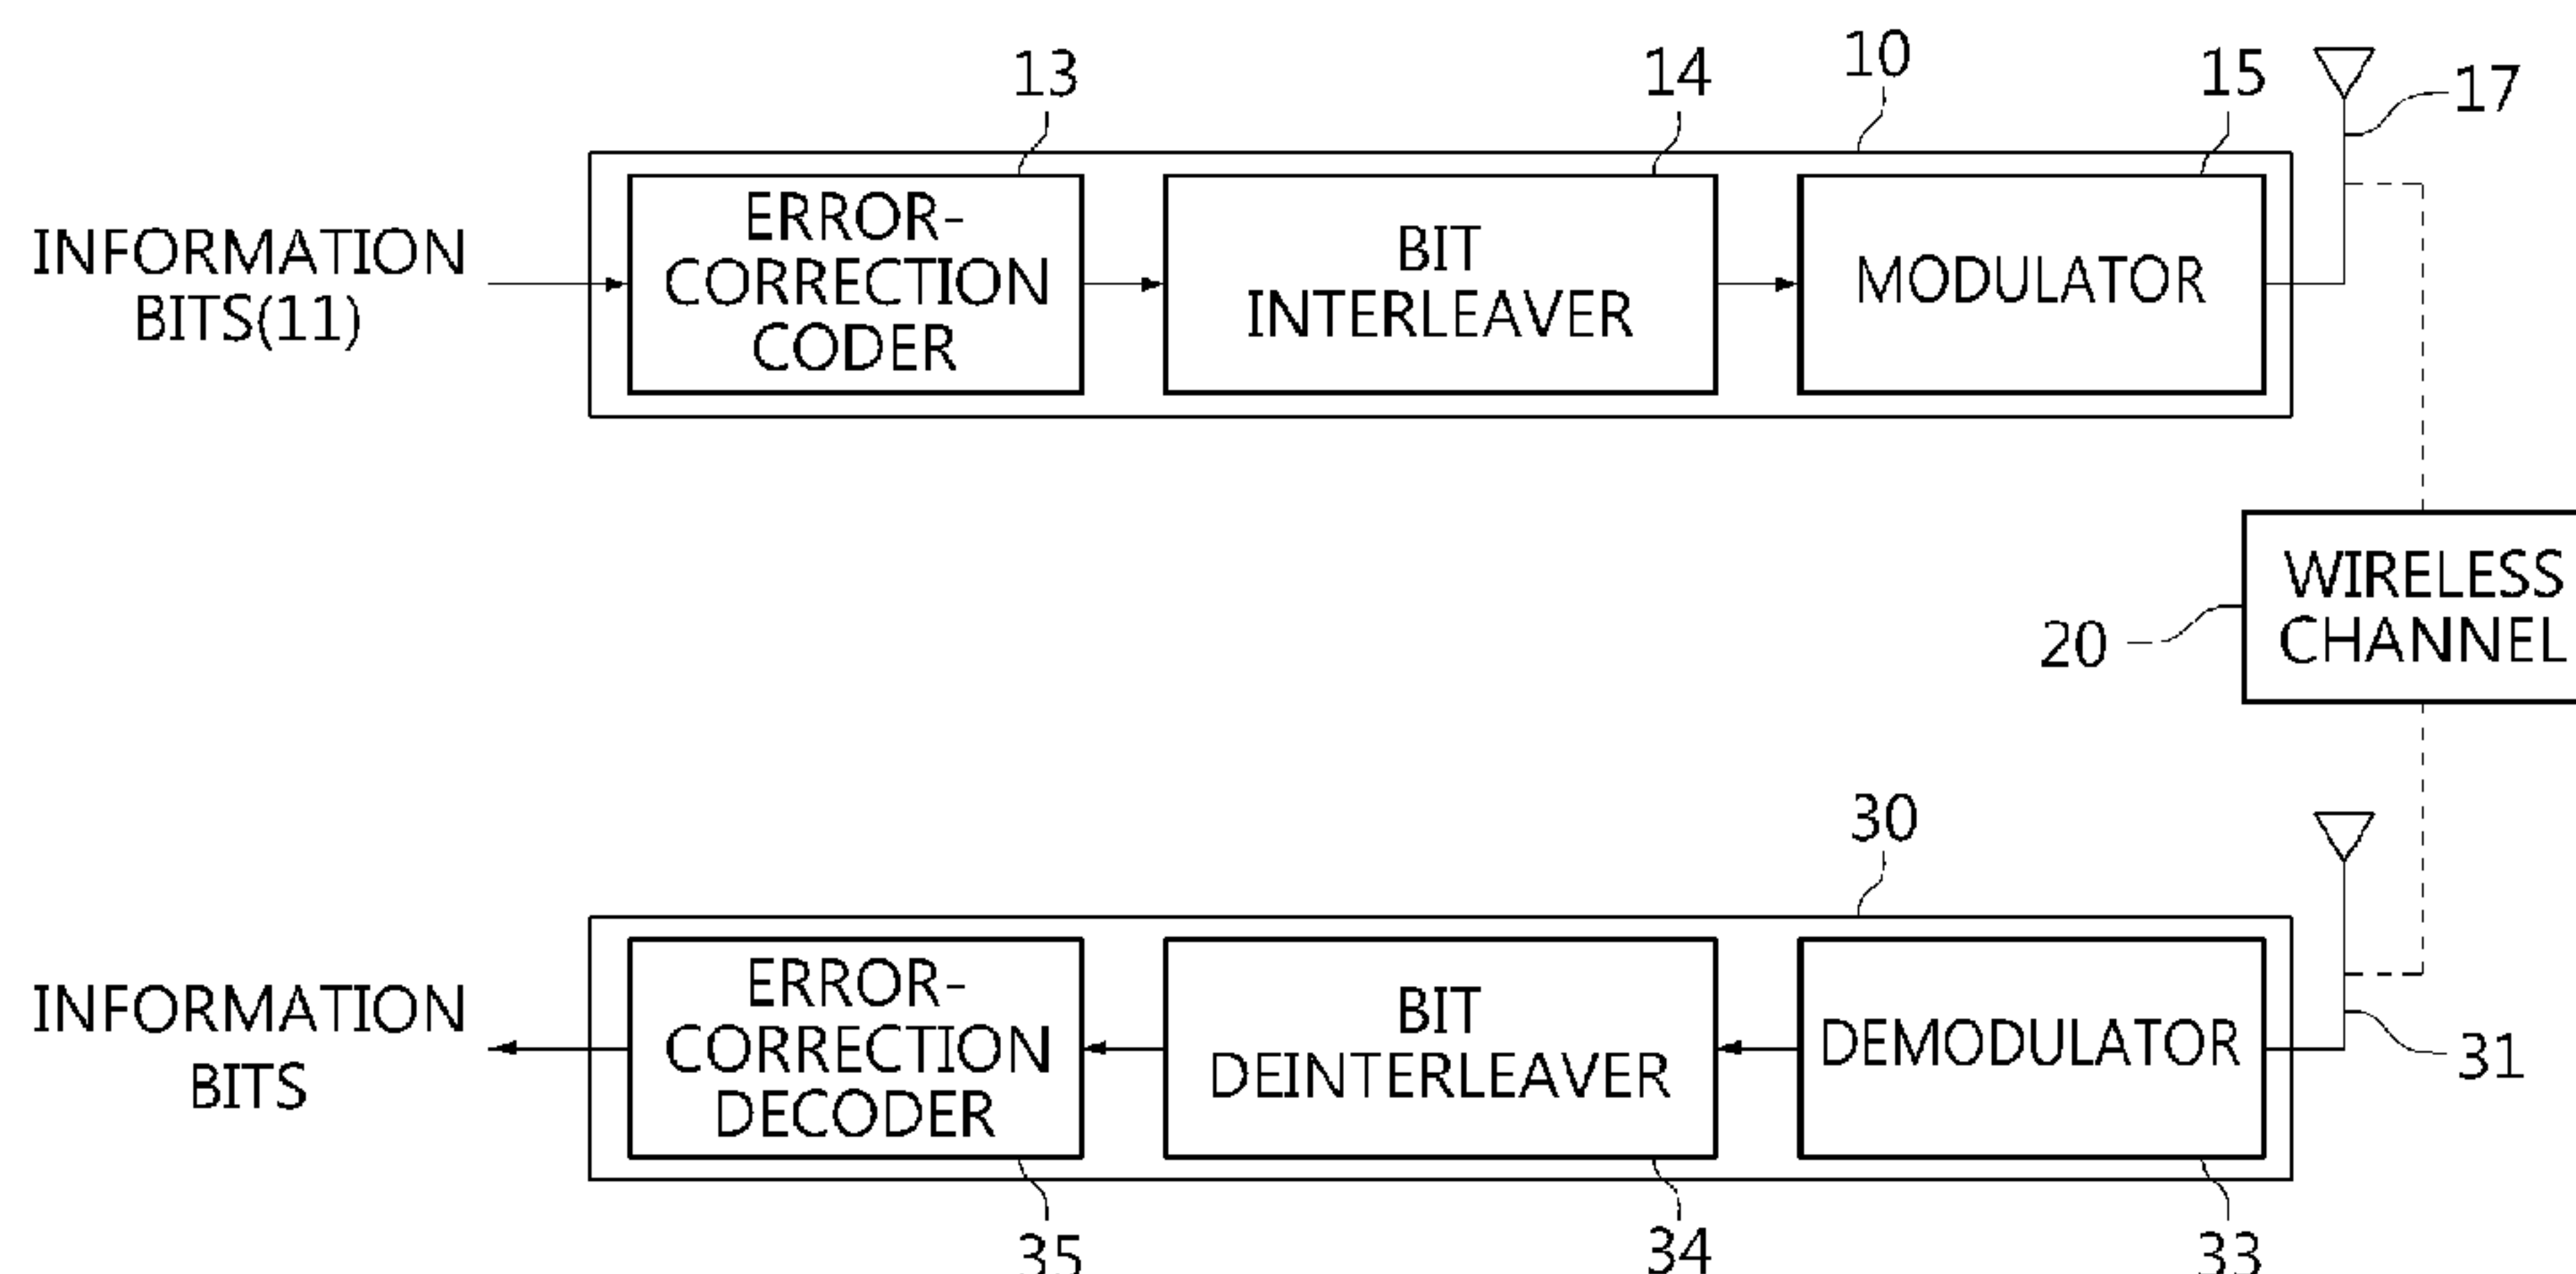 10
13
14
15
17
INFORMATION
BITS(11)
ERROR-
CORRECTION
CODER
BIT
INTERLEAVER
MODULATOR
WIRELESS
CHANNEL
20
30
INFORMATION
BITS
ERROR-
CORRECTION
DECODER
BIT
DEINTERLEAVER
DEMODULATOR
31
35
34
33